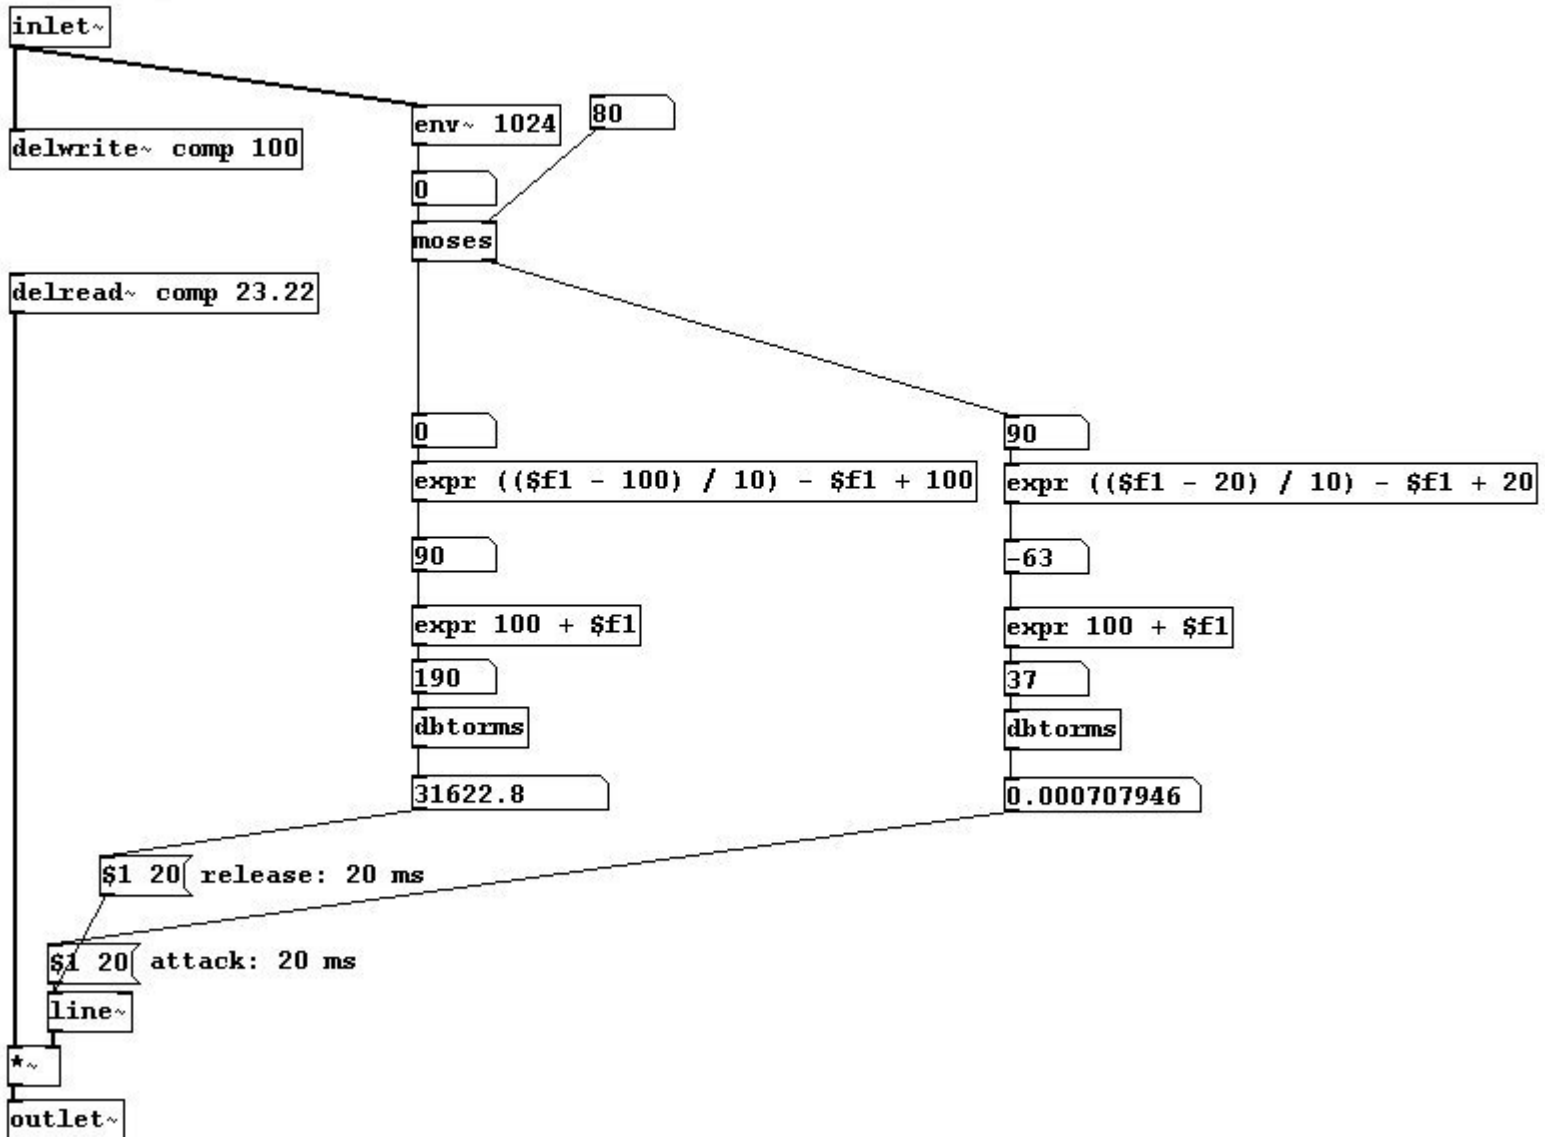 inlet~
env~ 1024
80
delwrite~ comp 100
0
moses
delread~ comp 23.22
0
90
expr (($f1 - 100) / 10) - $f1 + 100
expr (($f1 - 20) / 10) - $f1 + 20
90
-63
expr 100 + $f1
expr 100 + $f1
190
37
dbtorms
dbtorms
31622.8
0.000707946
$1 20 release: 20 ms
$1 20 attack: 20 ms
line~
*~
outlet~